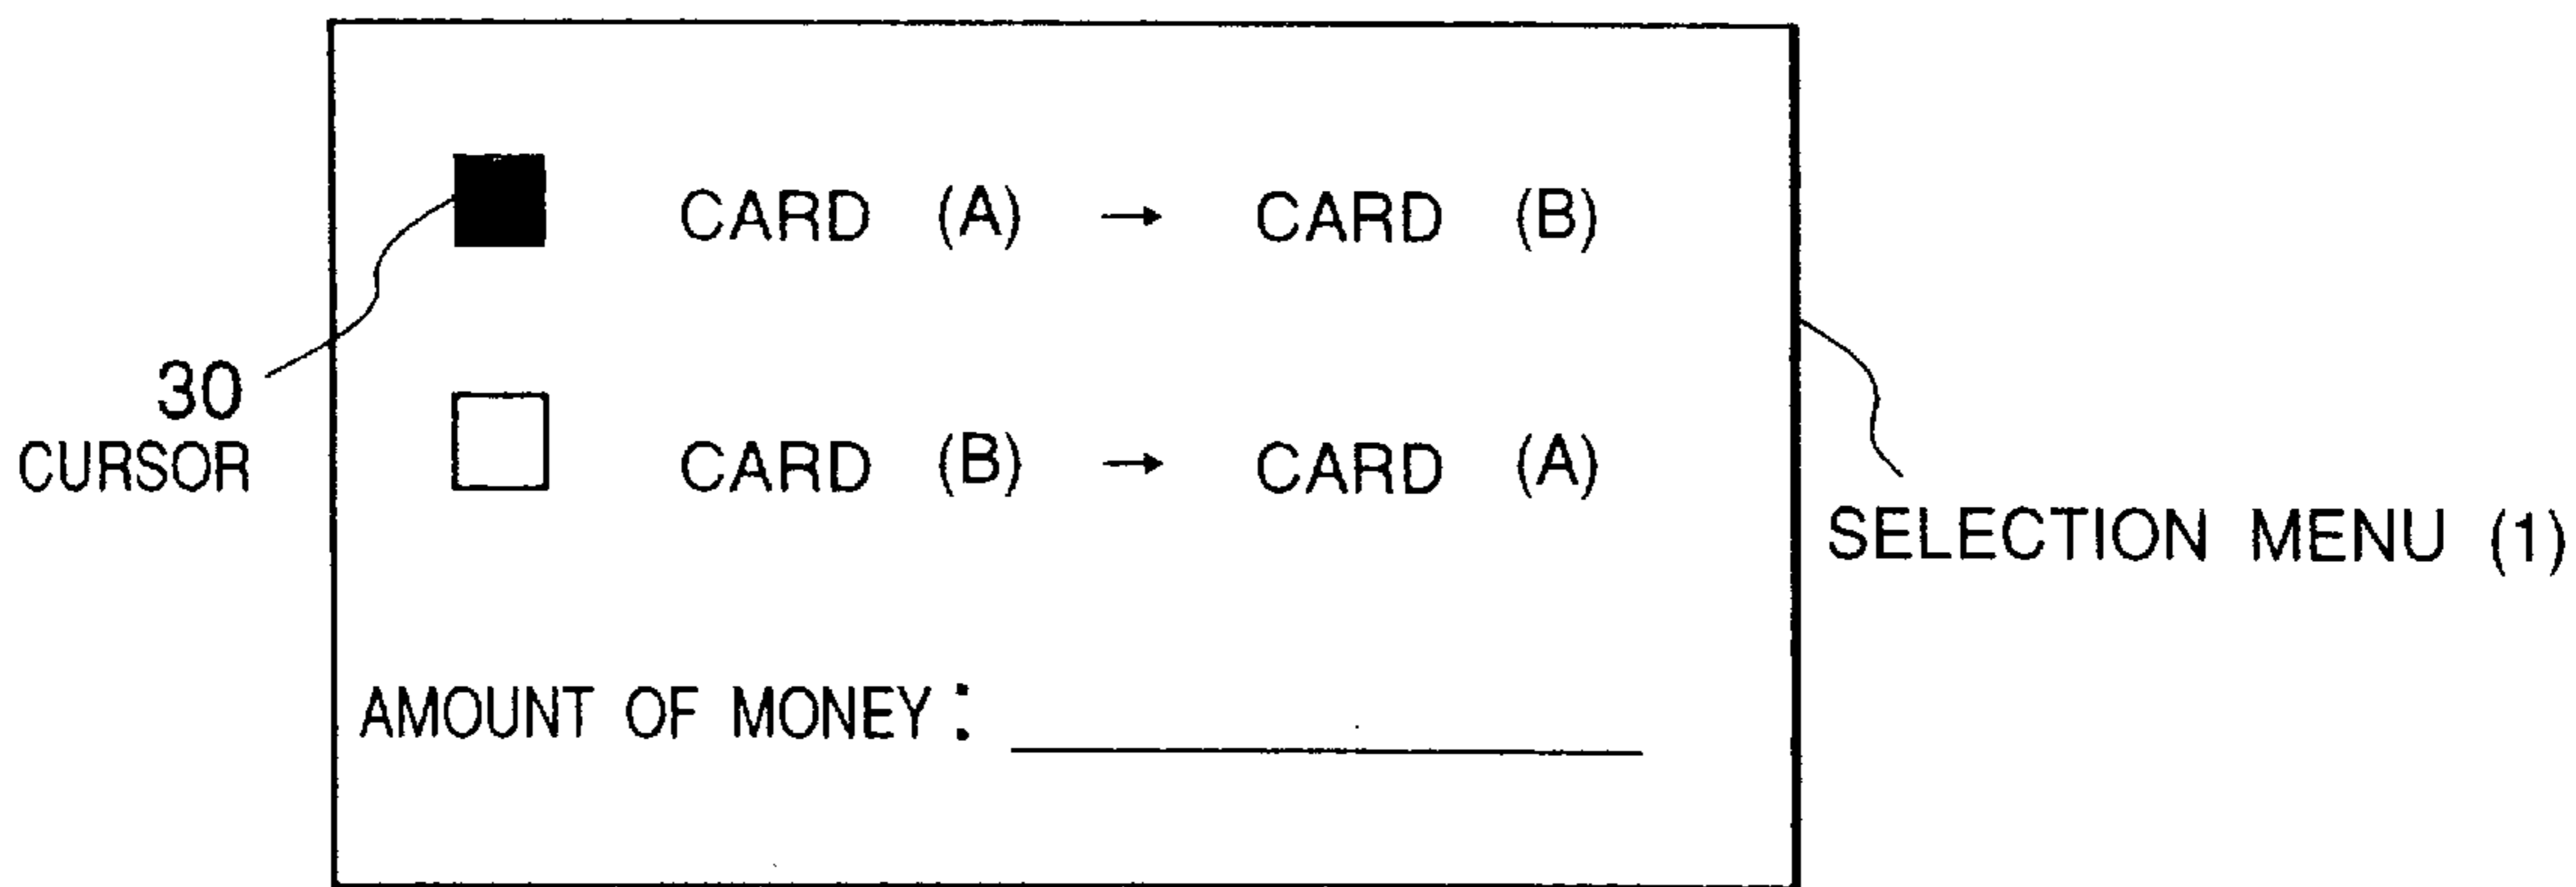 CARD (A) → CARD (B)
30
CURSOR
CARD (B) → CARD (A)
SELECTION MENU (1)
AMOUNT OF MONEY: